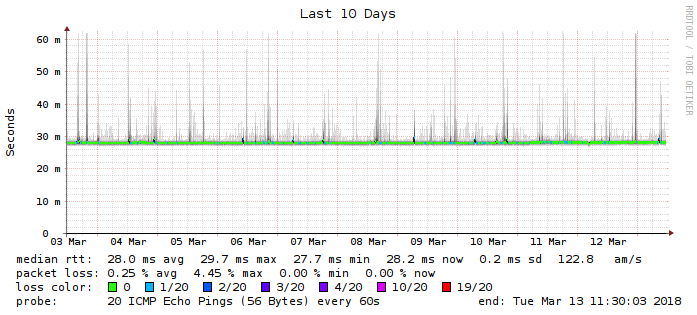 Last 10 Days
RRDTOOL / TOBI OETIKER
Seconds
60 m
50 m
40 m
30 m
20 m
10 m
0
03 Mar 04 Mar 05 Mar 06 Mar 07 Mar 08 Mar 09 Mar 10 Mar 11 Mar 12 Mar
median rtt: 28.0 ms avg 29.7 ms max 27.7 ms min 28.2 ms now 0.2 ms sd 122.8 am/s
packet loss: 0.25 % avg 4.45 % max 0.00 % min 0.00 % now
loss color: 0 1/20 2/20 3/20 4/20 10/20 19/20
probe: 20 ICMP Echo Pings (56 Bytes) every 60s end: Tue Mar 13 11:30:03 2018